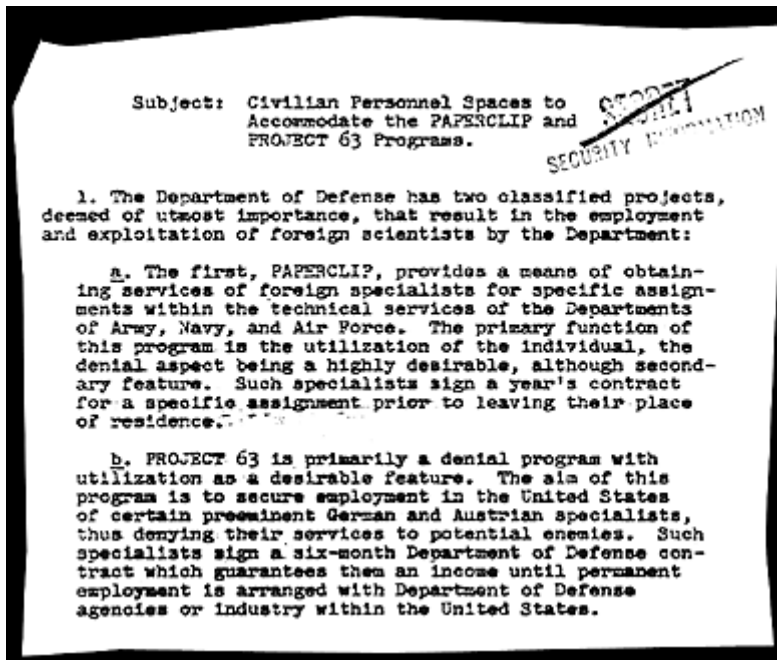 Subject: Civilian Personnel Spaces to
Accommodate the PAPERCLIP and
PROJECT 63 Programs.
SECRET
SECURITY INFORMATION
1. The Department of Defense has two classified projects,
deemed of utmost importance, that result in the employment
and exploitation of foreign scientists by the Department:
a. The first, PAPERCLIP, provides a means of obtain-
ing services of foreign specialists for specific assign-
ments within the technical services of the Departments
of Army, Navy, and Air Force. The primary function of
this program is the utilization of the individual, the
denial aspect being a highly desirable, although second-
ary feature. Such specialists sign a year's contract
for a specific assignment prior to leaving their place
of residence.
b. PROJECT 63 is primarily a denial program with
utilization as a desirable feature. The aim of this
program is to secure employment in the United States
of certain preeminent German and Austrian specialists,
thus denying their services to potential enemies. Such
specialists sign a six-month Department of Defense con-
tract which guarantees them an income until permanent
employment is arranged with Department of Defense
agencies or industry within the United States.